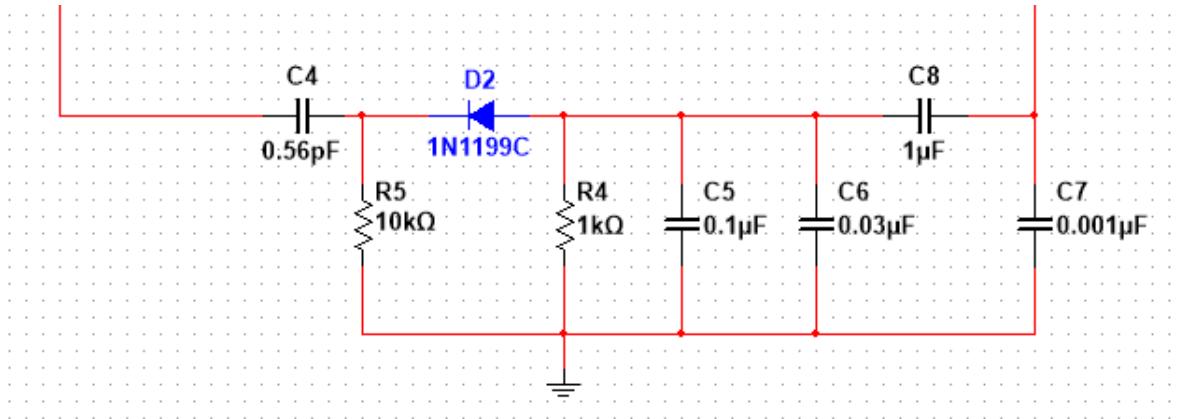 C4
0.56pF
D2
1N1199C
C8
1µF
R5
10kΩ
R4
1kΩ
C5
0.1µF
C6
0.03µF
C7
0.001µF